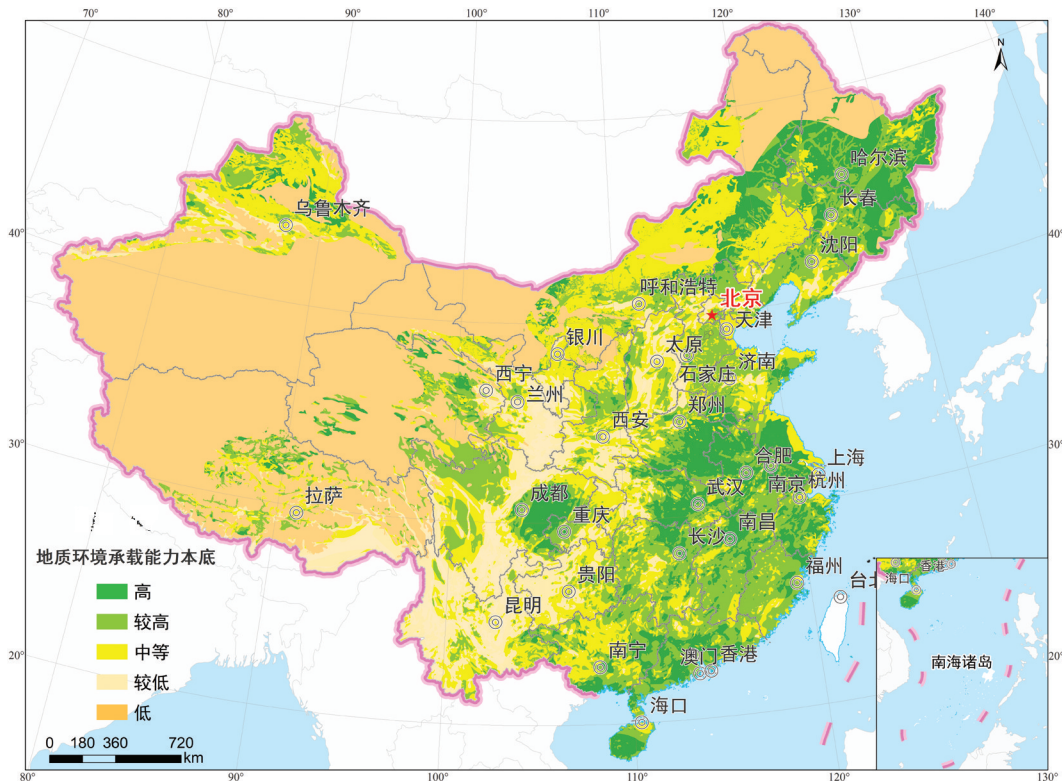 70°
80°
90°
100°
110°
120°
130°
140°
N
哈尔滨
长春
乌鲁木齐
40°
40°
沈阳
呼和浩特
北京
天津
银川
太原
济南
石家庄
西宁
兰州
郑州
西安
30°
30°
合肥
上海
成都
武汉
南京
杭州
拉萨
重庆
南昌
长沙
地质环境承载能力本底
高
贵阳
福州
台北
海口
香港
较高
昆明
中等
20°
南宁
澳门
香港
南海诸岛
20°
较低
低
海口
0 180 360 720
km
80°
90°
100°
110°
120°
130°